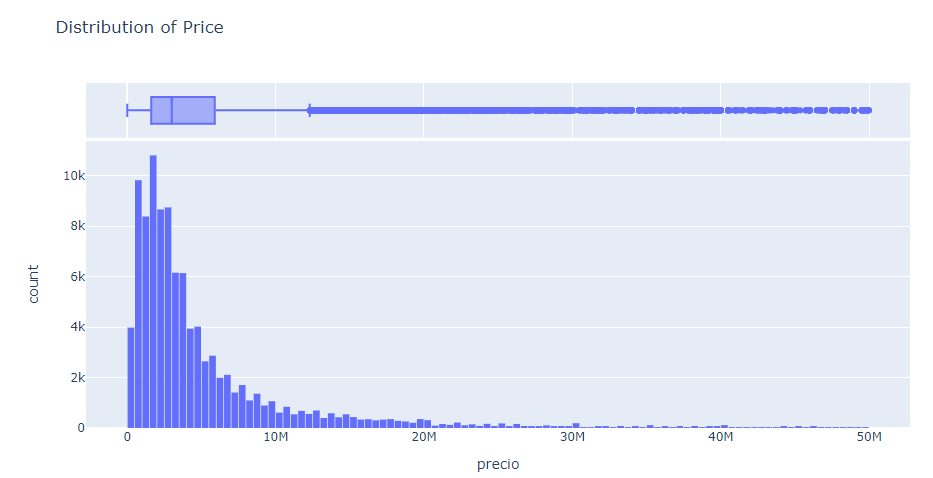 Distribution of Price
10k
8k
6k
4k
2k
0
count
0 10M 20M 30M 40M 50M
precio